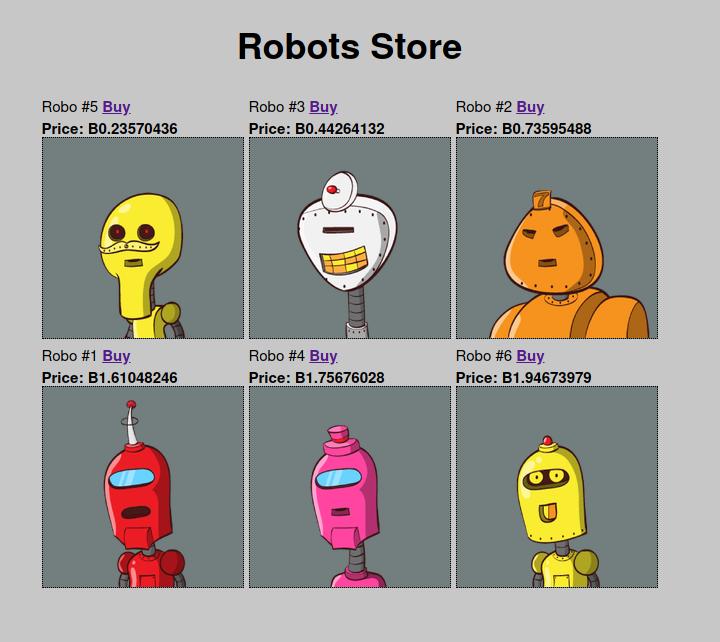 Robots Store
Robo #5 Buy
Price: B0.23570436
Robo #3 Buy
Price: B0.44264132
Robo #2 Buy
Price: B0.73595488
7
Robo #1 Buy
Price: B1.61048246
Robo #4 Buy
Price: B1.75676028
Robo #6 Buy
Price: B1.94673979